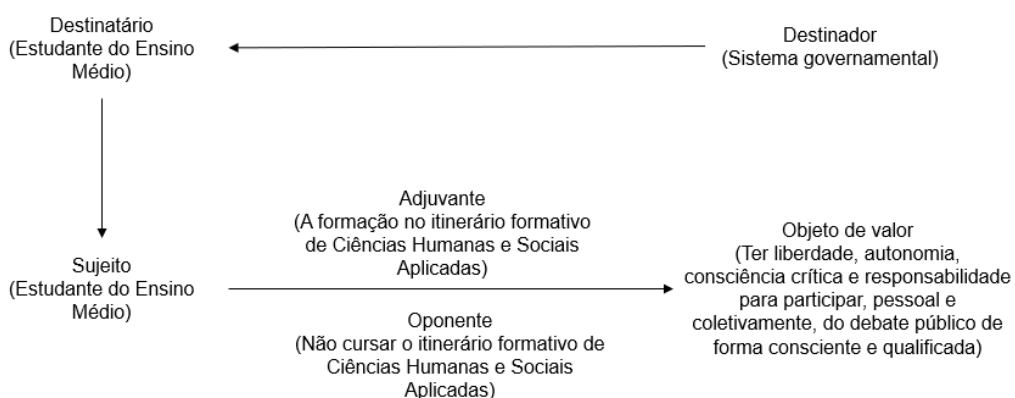 Destinatário
(Estudante do Ensino
Médio)
Destinador
(Sistema governamental)
Adjuvante
(A formação no itinerário formativo
de Ciências Humanas e Sociais
Aplicadas)
Sujeito
(Estudante do Ensino
Médio)
Oponente
(Não cursar o itinerário formativo de
Ciências Humanas e Sociais
Aplicadas)
Objeto de valor
(Ter liberdade, autonomia,
consciência crítica e responsabilidade
para participar, pessoal e
coletivamente, do debate público de
forma consciente e qualificada)